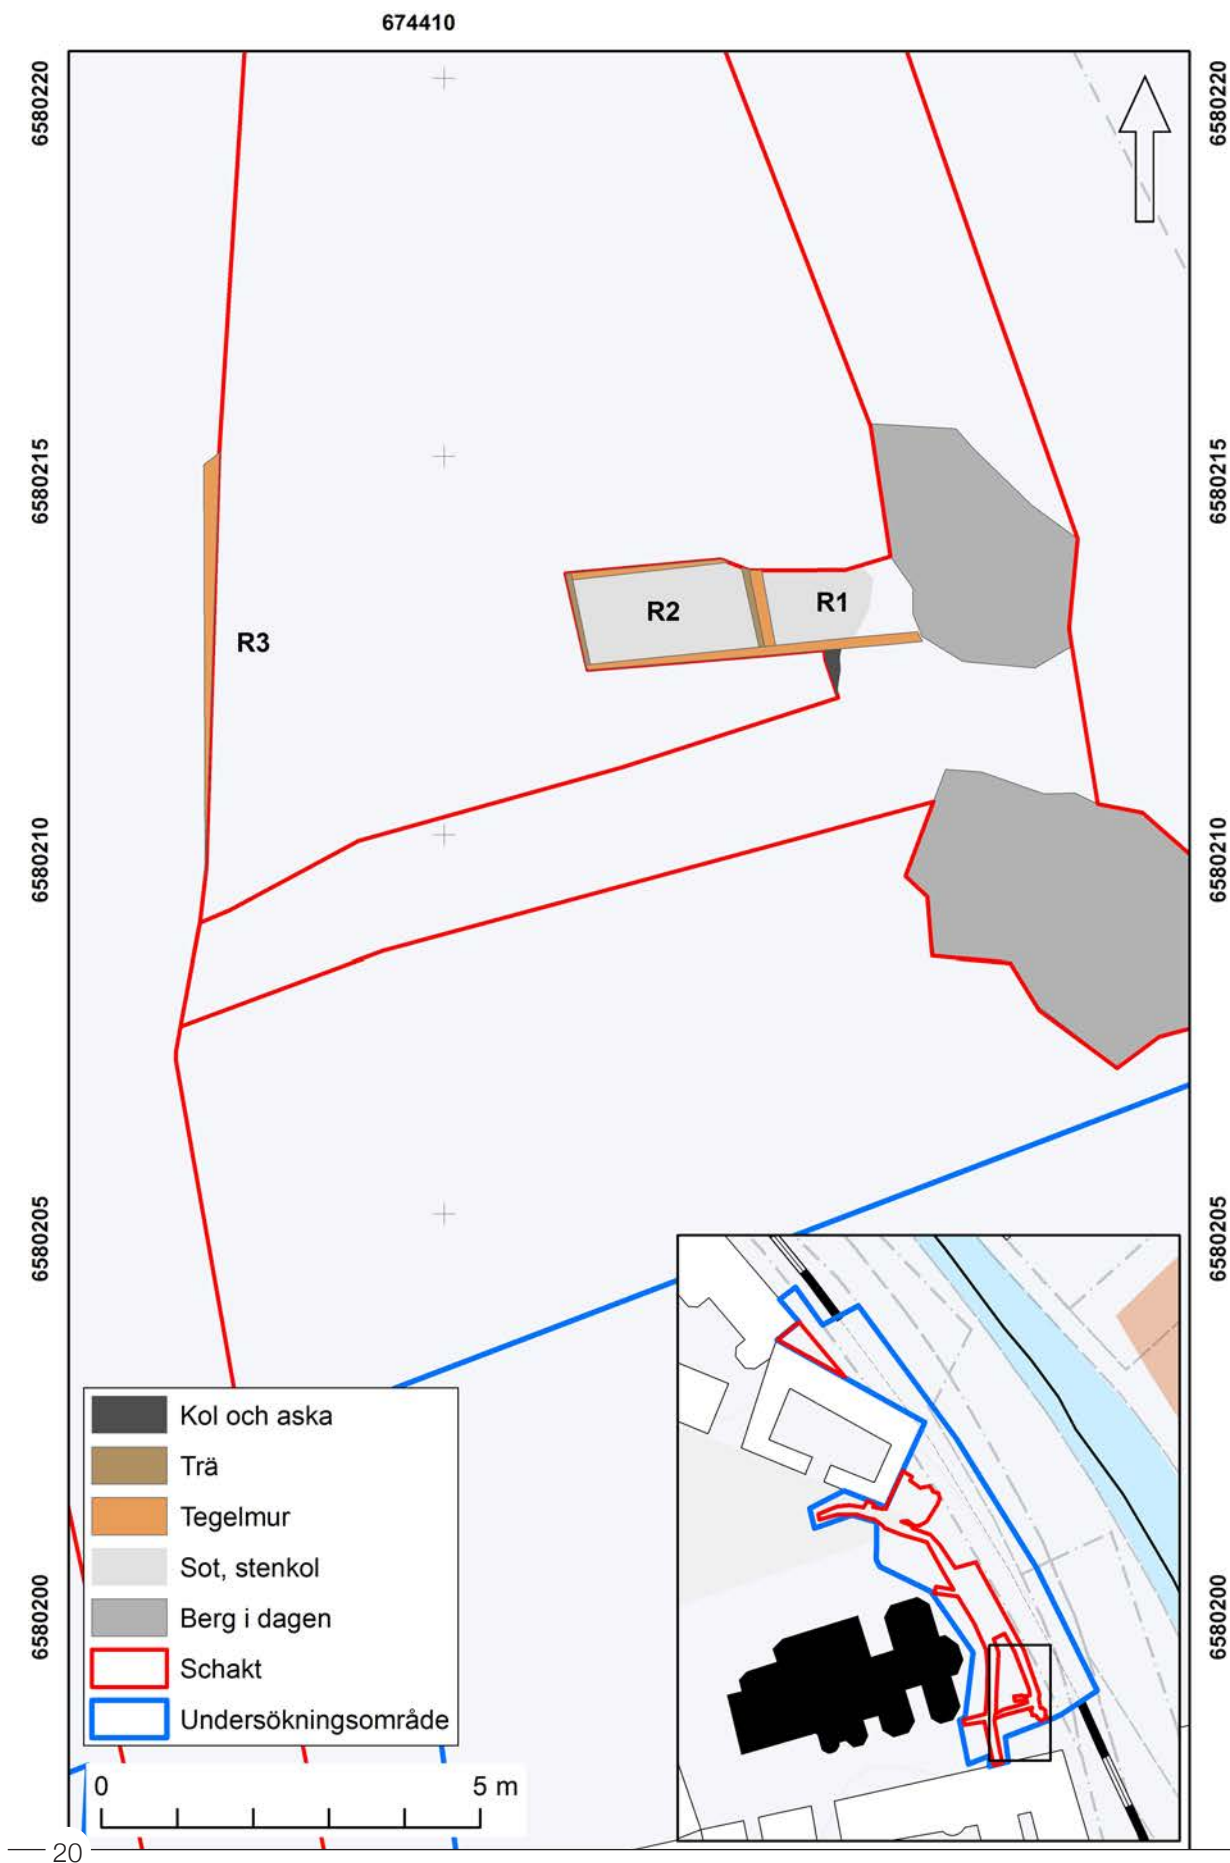 674410
6580220
6580220
6580215
6580215
R2
R1
R3
6580210
6580210
6580205
6580205
Kol och aska
Trä
Tegelmur
Sot, stenkol
Berg i dagen
Schakt
Undersökningsområde
6580200
6580200
0 5 m
20